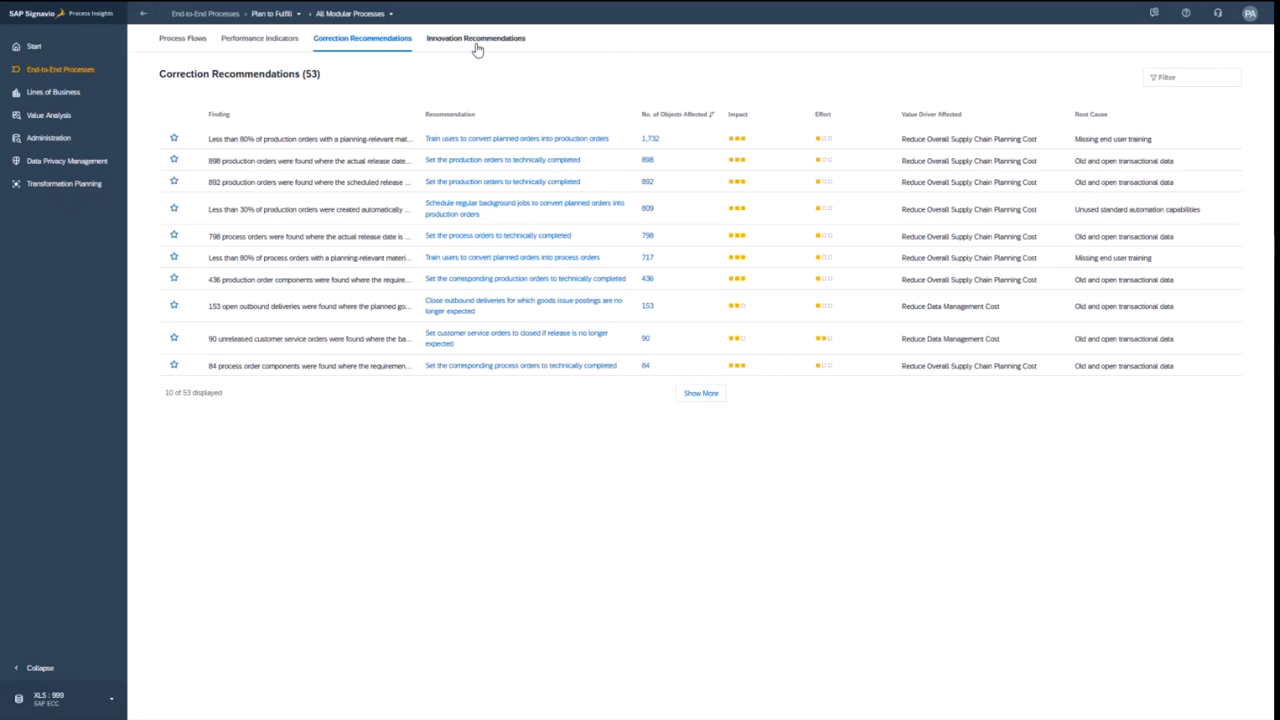 SAP Signavio Process Insights
End-to-End Processes > Plan to Fulfill > All Modular Processes
PA
Start
End-to-End Processes
Lines of Business
Value Analysis
Administration
Data Privacy Management
Transformation Planning
Collapse
XLS : 999
SAP ECC
Process Flows Performance Indicators Correction Recommendations Innovation Recommendations
Correction Recommendations (53)
Filter
Finding Recommendation No. of Objects Affected Impact Effort Value Driver Affected Root Cause
Less than 80% of production orders with a planning-relevant mat... Train users to convert planned orders into production orders 1,732 Reduce Overall Supply Chain Planning Cost Missing end user training
898 production orders were found where the actual release date... Set the production orders to technically completed 898 Reduce Overall Supply Chain Planning Cost Old and open transactional data
892 production orders were found where the scheduled release ... Set the production orders to technically completed 892 Reduce Overall Supply Chain Planning Cost Old and open transactional data
Less than 30% of production orders were created automatically ... Schedule regular background jobs to convert planned orders into
production orders 809 Reduce Overall Supply Chain Planning Cost Unused standard automation capabilities
798 process orders were found where the actual release date is ... Set the process orders to technically completed 798 Reduce Overall Supply Chain Planning Cost Old and open transactional data
Less than 80% of process orders with a planning-relevant materi... Train users to convert planned orders into process orders 717 Reduce Overall Supply Chain Planning Cost Missing end user training
436 production order components were found where the require... Set the corresponding production orders to technically completed 436 Reduce Overall Supply Chain Planning Cost Old and open transactional data
153 open outbound deliveries were found where the planned go... Close outbound deliveries for which goods issue postings are no
longer expected 153 Reduce Data Management Cost Old and open transactional data
90 unreleased customer service orders were found where the ba... Set customer service orders to closed if release is no longer
expected 90 Reduce Data Management Cost Old and open transactional data
84 process order components were found where the requiremen... Set the corresponding process orders to technically completed 84 Reduce Overall Supply Chain Planning Cost Old and open transactional data
10 of 53 displayed
Show More